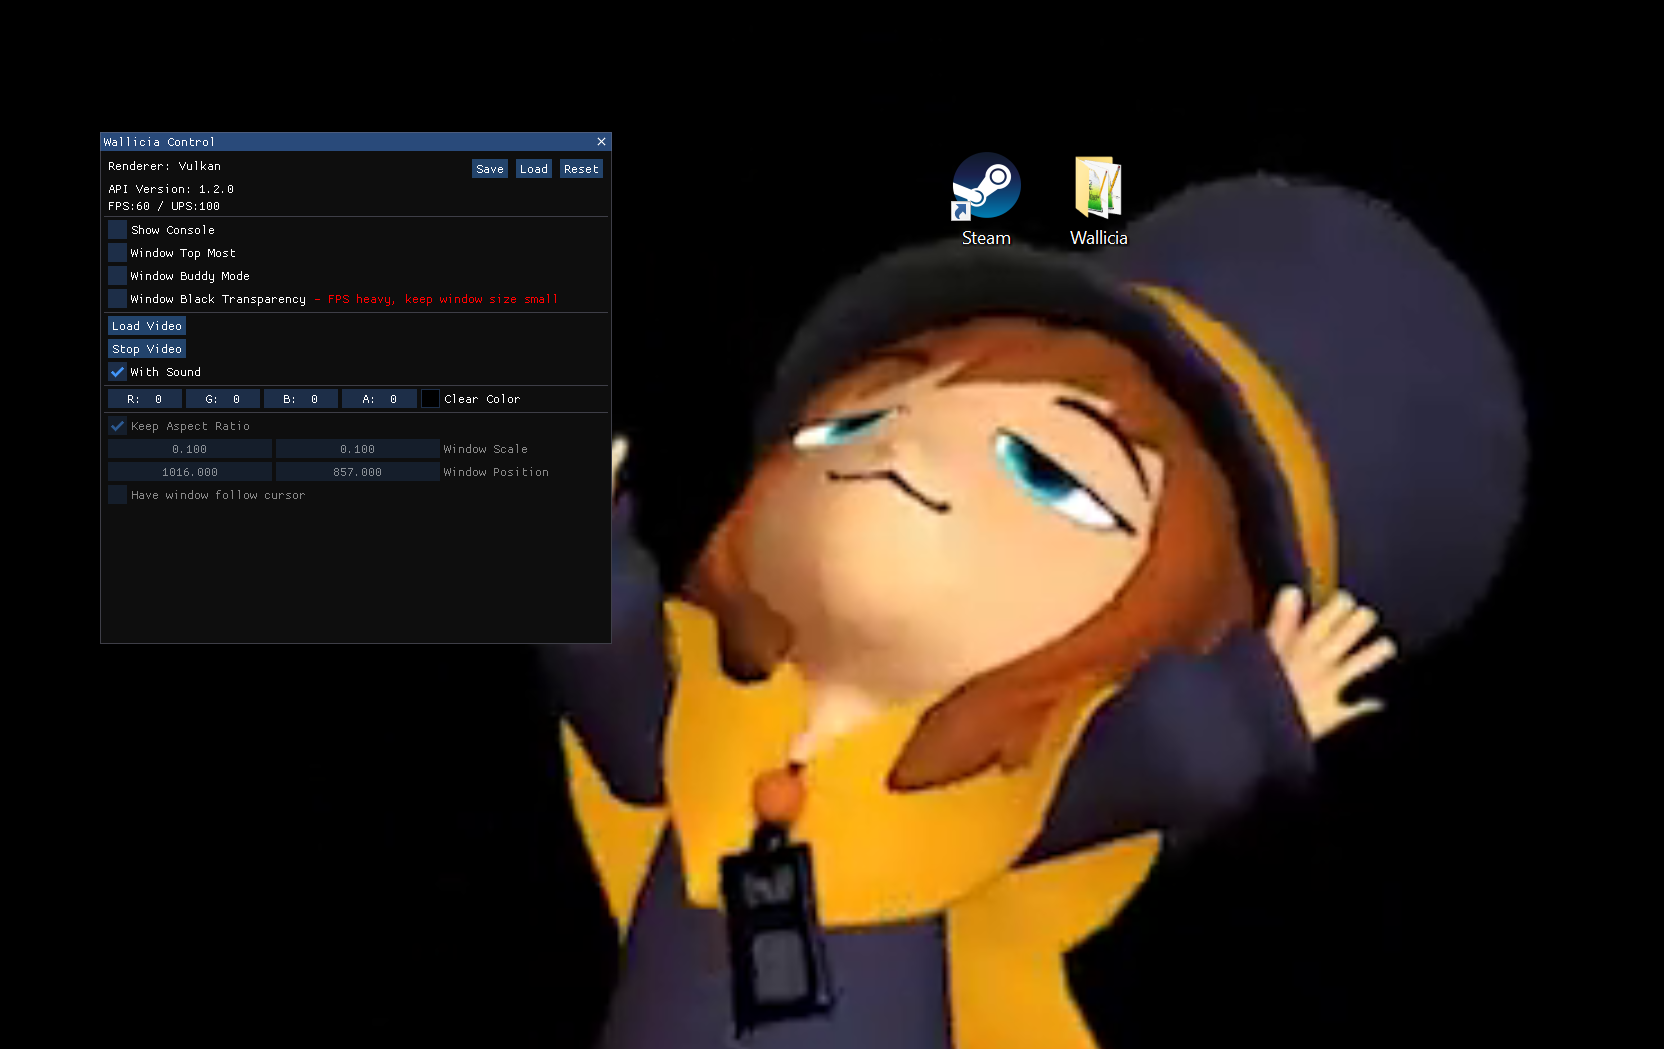 Wallicia Control
Renderer: Vulkan
Save Load Reset
API Version: 1.2.0
FPS:60 / UPS:100
Show Console
Window Top Most
Window Buddy Mode
Window Black Transparency - FPS heavy, keep window size small
Load Video
Stop Video
With Sound
R: 0 G: 0 B: 0 A: 0 Clear Color
Keep Aspect Ratio
0.100 0.100 Window Scale
1016.000 857.000 Window Position
Have window follow cursor
Steam
Wallicia